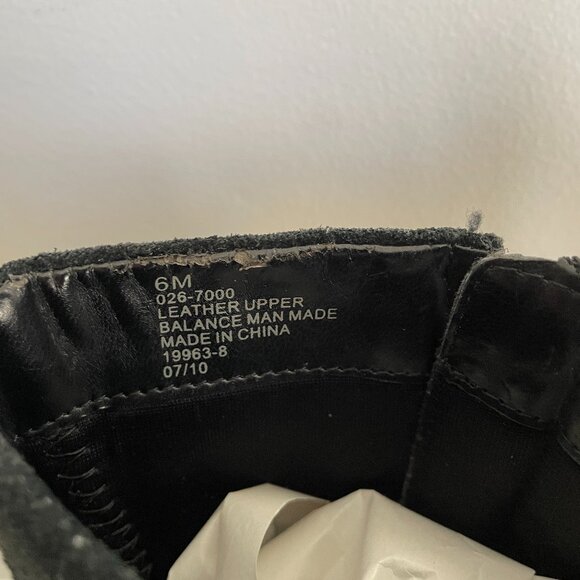 6M
026-7000
LEATHER UPPER
BALANCE MAN MADE
MADE IN CHINA
19963-8
07/10